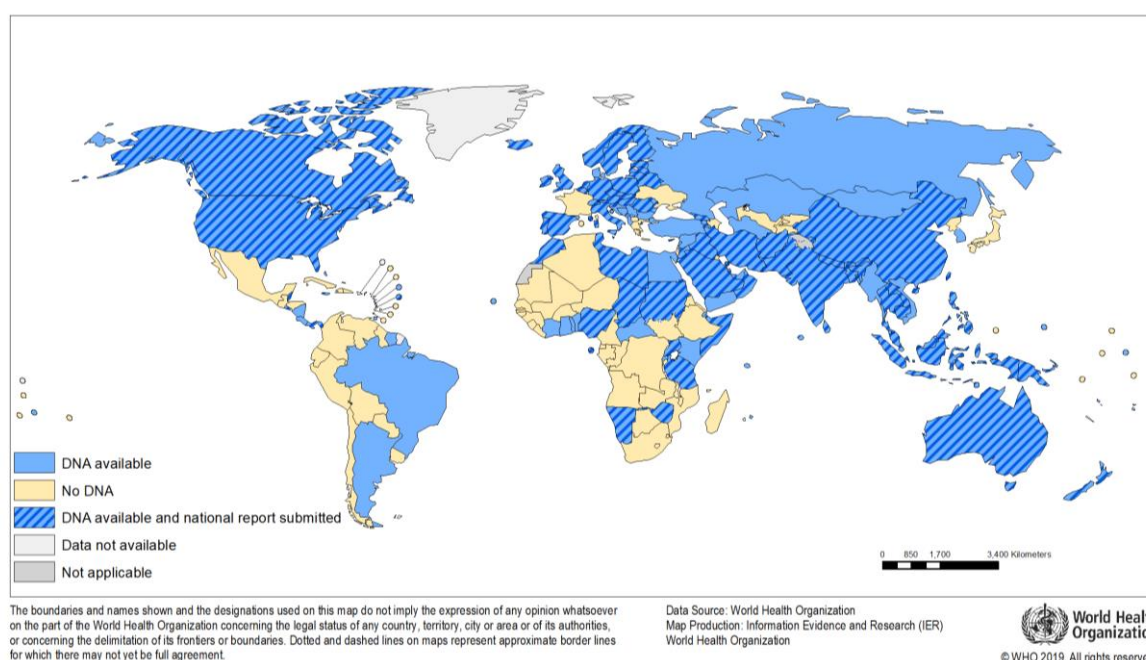 DNA available
No DNA
DNA available and national report submitted
Data not available
Not applicable
0 850 1,700 3,400 Kilometers
The boundaries and names shown and the designations used on this map do not imply the expression of any opinion whatsoever
on the part of the World Health Organization concerning the legal status of any country, territory, city or area or of its authorities,
or concerning the delimitation of its frontiers or boundaries. Dotted and dashed lines on maps represent approximate border lines
for which there may not yet be full agreement.
Data Source: World Health Organization
Map Production: Information Evidence and Research (IER)
World Health Organization
World Heal
Organizatio
© WHO 2019. All rights reserve